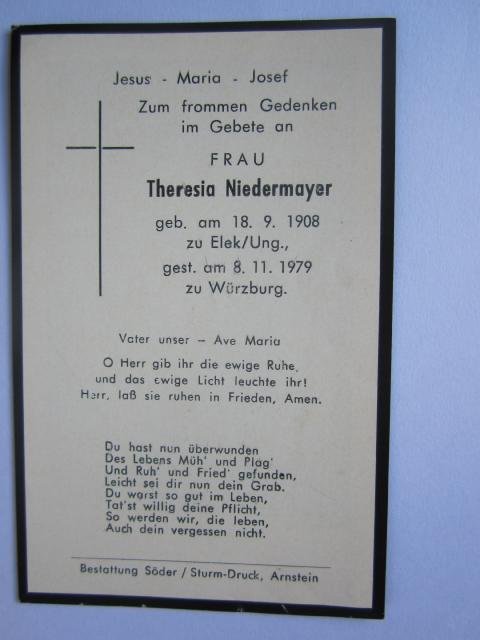 Jesus - Maria - Josef
Zum frommen Gedenken
im Gebete an
FRAU
Theresia Niedermayer
geb. am 18. 9. 1908
zu Elek/Ung.,
gest. am 8. 11. 1979
zu Würzburg.
Vater unser – Ave Maria
O Herr gib ihr die ewige Ruhe,
und das ewige Licht leuchte ihr!
Herr, laß sie ruhen in Frieden, Amen.
Du hast nun überwunden
Des Lebens Müh' und Plag'
Und Ruh' und Fried' gefunden,
Leicht sei dir nun dein Grab.
Du warst so gut im Leben,
Tat'st willig deine Pflicht,
So werden wir, die leben,
Auch dein vergessen nicht.
Bestattung Söder / Sturm-Druck, Arnstein